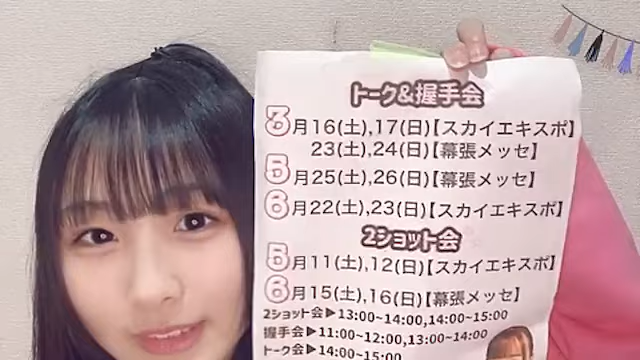 トーク&握手会
3月16(土),17(日)【スカイエキスポ】
23(土),24(日)【幕張メッセ】
5月25(土),26(日)【幕張メッセ】
6月22(土),23(日)【スカイエキスポ】
2ショット会
5月11(土),12(日)【スカイエキスポ】
6月15(土),16(日)【幕張メッセ】
2ショット会▶13:00~14:00,14:00~15:00
握手会▶11:00~12:00,13:00~14:00
トーク会▶14:00~15:00